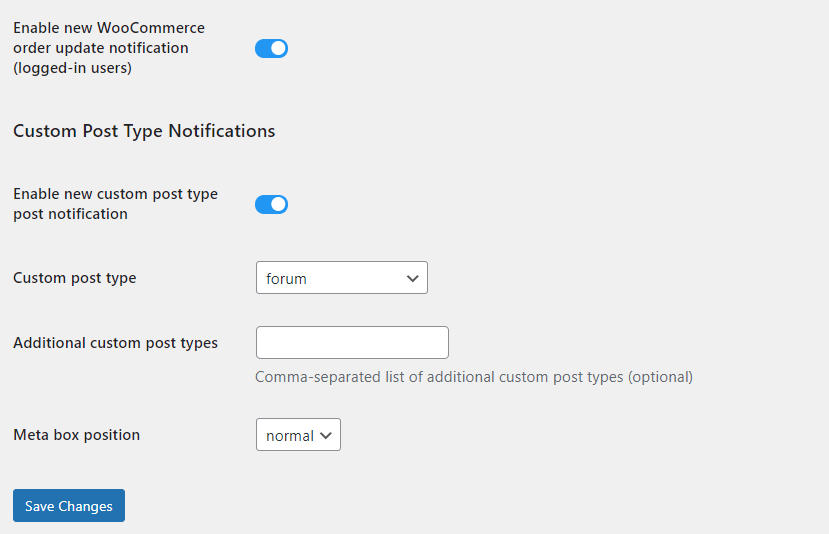 Enable new WooCommerce
order update notification
(logged-in users)
Custom Post Type Notifications
Enable new custom post type
post notification
Custom post type
forum
Additional custom post types
Comma-separated list of additional custom post types (optional)
Meta box position
normal
Save Changes